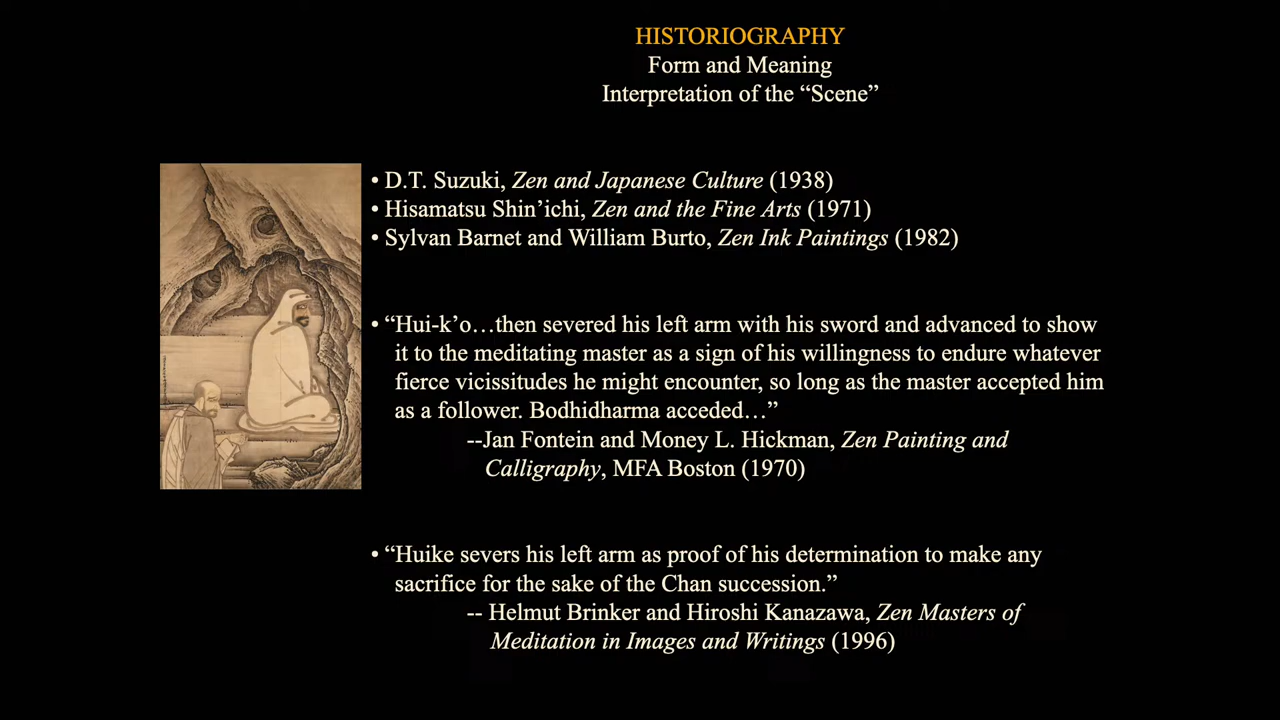 HISTORIOGRAPHY
Form and Meaning
Interpretation of the “Scene”
• D.T. Suzuki, Zen and Japanese Culture (1938)
• Hisamatsu Shin’ichi, Zen and the Fine Arts (1971)
• Sylvan Barnet and William Burto, Zen Ink Paintings (1982)
• “Hui-k’o…then severed his left arm with his sword and advanced to show
it to the meditating master as a sign of his willingness to endure whatever
fierce vicissitudes he might encounter, so long as the master accepted him
as a follower. Bodhidharma acceded…”
--Jan Fontein and Money L. Hickman, Zen Painting and
Calligraphy, MFA Boston (1970)
• “Huike severs his left arm as proof of his determination to make any
sacrifice for the sake of the Chan succession.”
-- Helmut Brinker and Hiroshi Kanazawa, Zen Masters of
Meditation in Images and Writings (1996)